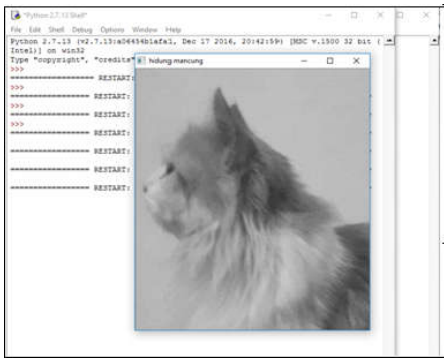 *Python 2.7.13 Shell*
File Edit Shell Debug Options Window Help
Python 2.7.13 (v2.7.13:a06454b1afa1, Dec 17 2016, 20:42:59) [MSC v.1500 32 bit (
Intel)] on win32
Type "copyright", "credits"
hidung mancung
>>>
==================== RESTART:
>>>
=================== RESTART:
>>>
=================== RESTART:
>>>
=================== RESTART:
=================== RESTART:
=================== RESTART:
=================== RESTART: